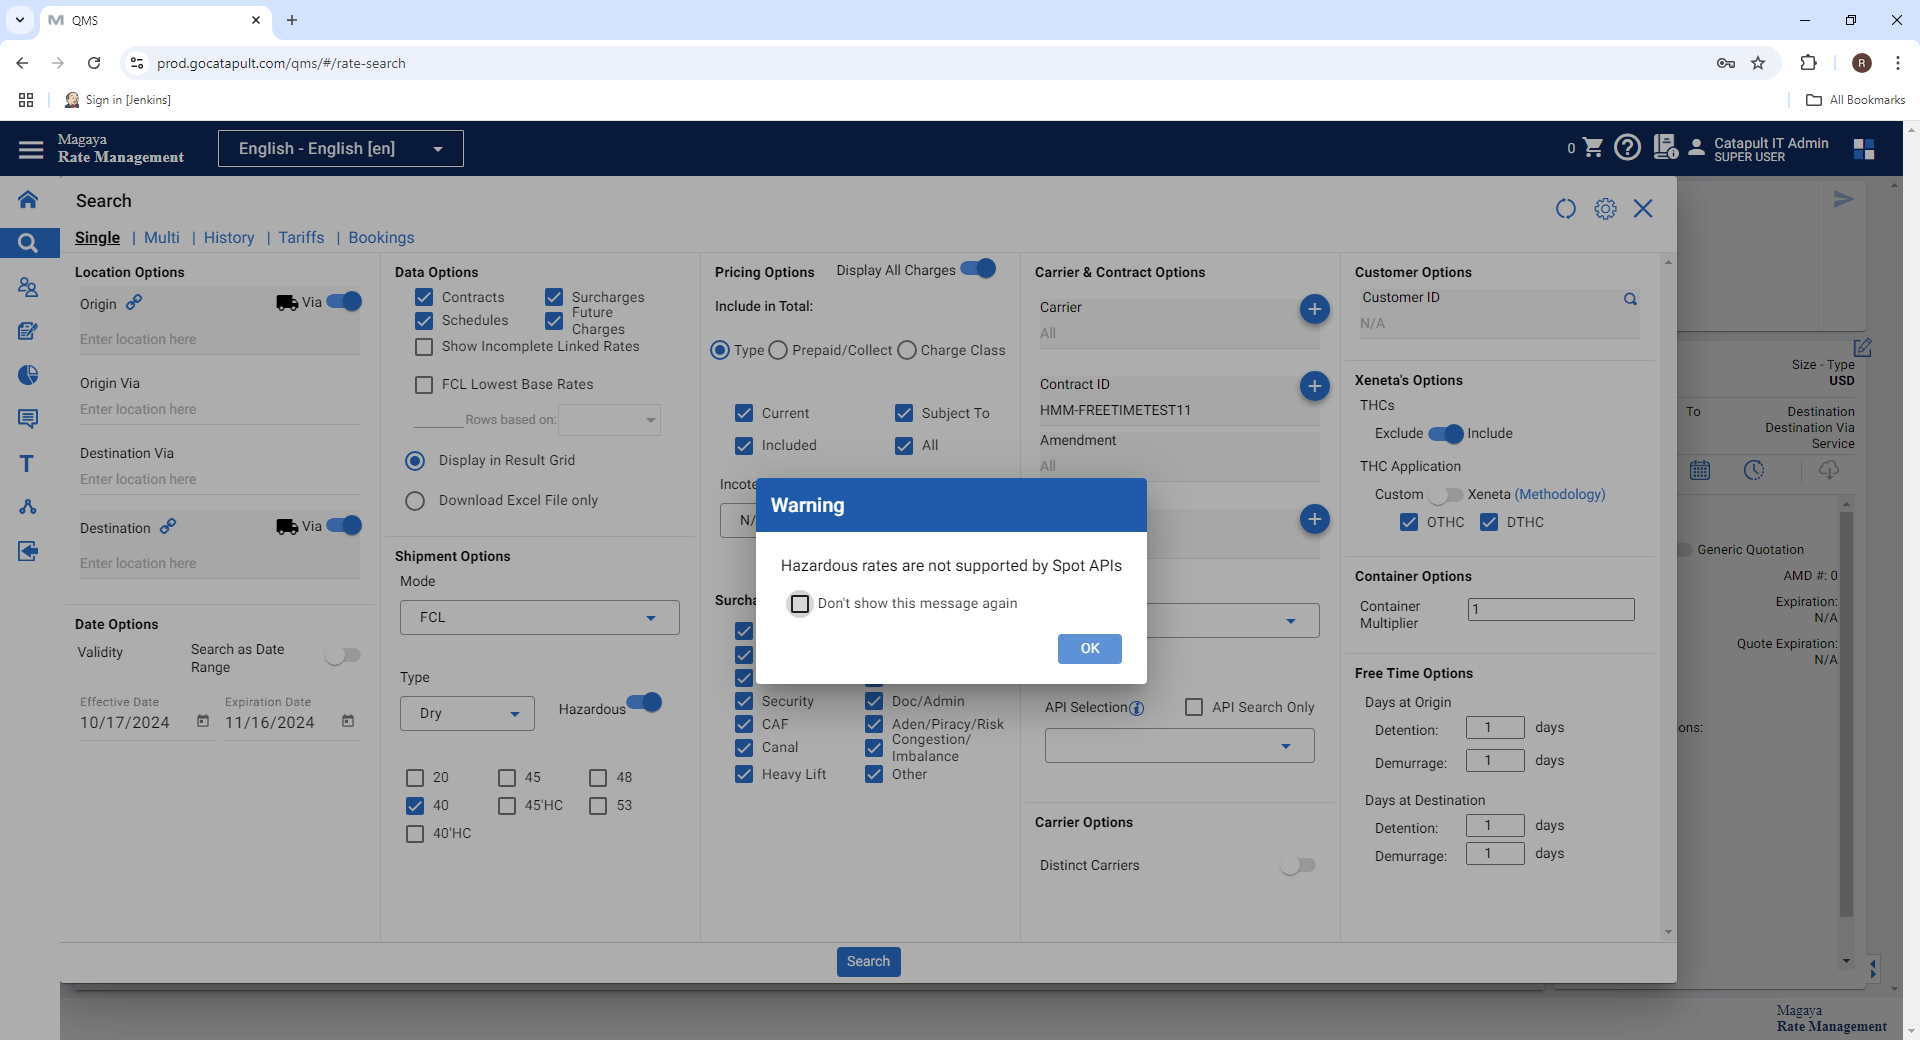 QMS
prod.gocatapult.com/qms/#/rate-search
R
Sign in [Jenkins]
All Bookmarks
Magaya
Rate Management
English - English [en]
0
Catapult IT Admin
SUPER USER
Search
Single | Multi | History | Tariffs | Bookings
Location Options
Origin
Via
Enter location here
Origin Via
Enter location here
Destination Via
Enter location here
Destination
Via
Enter location here
Date Options
Validity
Search as Date
Range
Effective Date
10/17/2024
Expiration Date
11/16/2024
Data Options
Contracts
Surcharges
Schedules
Future
Charges
Show Incomplete Linked Rates
FCL Lowest Base Rates
Rows based on:
Display in Result Grid
Download Excel File only
Shipment Options
Mode
FCL
Type
Dry
Hazardous
20
45
48
40
45'HC
53
40'HC
Pricing Options
Display All Charges
Include in Total:
Type
Prepaid/Collect
Charge Class
Current
Subject To
Included
All
Incote
N/
Surcha
Security
Doc/Admin
CAF
Aden/Piracy/Risk
Canal
Congestion/
Imbalance
Heavy Lift
Other
Warning
Hazardous rates are not supported by Spot APIs
Don't show this message again
OK
Carrier & Contract Options
Carrier
All
Contract ID
HMM-FREETIMETEST11
Amendment
All
API Selection
API Search Only
Carrier Options
Distinct Carriers
Customer Options
Customer ID
N/A
Xeneta's Options
THCs
Exclude
Include
THC Application
Custom
Xeneta (Methodology)
OTHC
DTHC
Container Options
Container
Multiplier
1
Free Time Options
Days at Origin
Detention:
1
days
Demurrage:
1
days
Days at Destination
Detention:
1
days
Demurrage:
1
days
Search
Size - Type
USD
To
Destination
Destination Via
Service
Generic Quotation
AMD #: 0
Expiration:
N/A
Quote Expiration:
N/A
ons:
Magaya
Rate Management